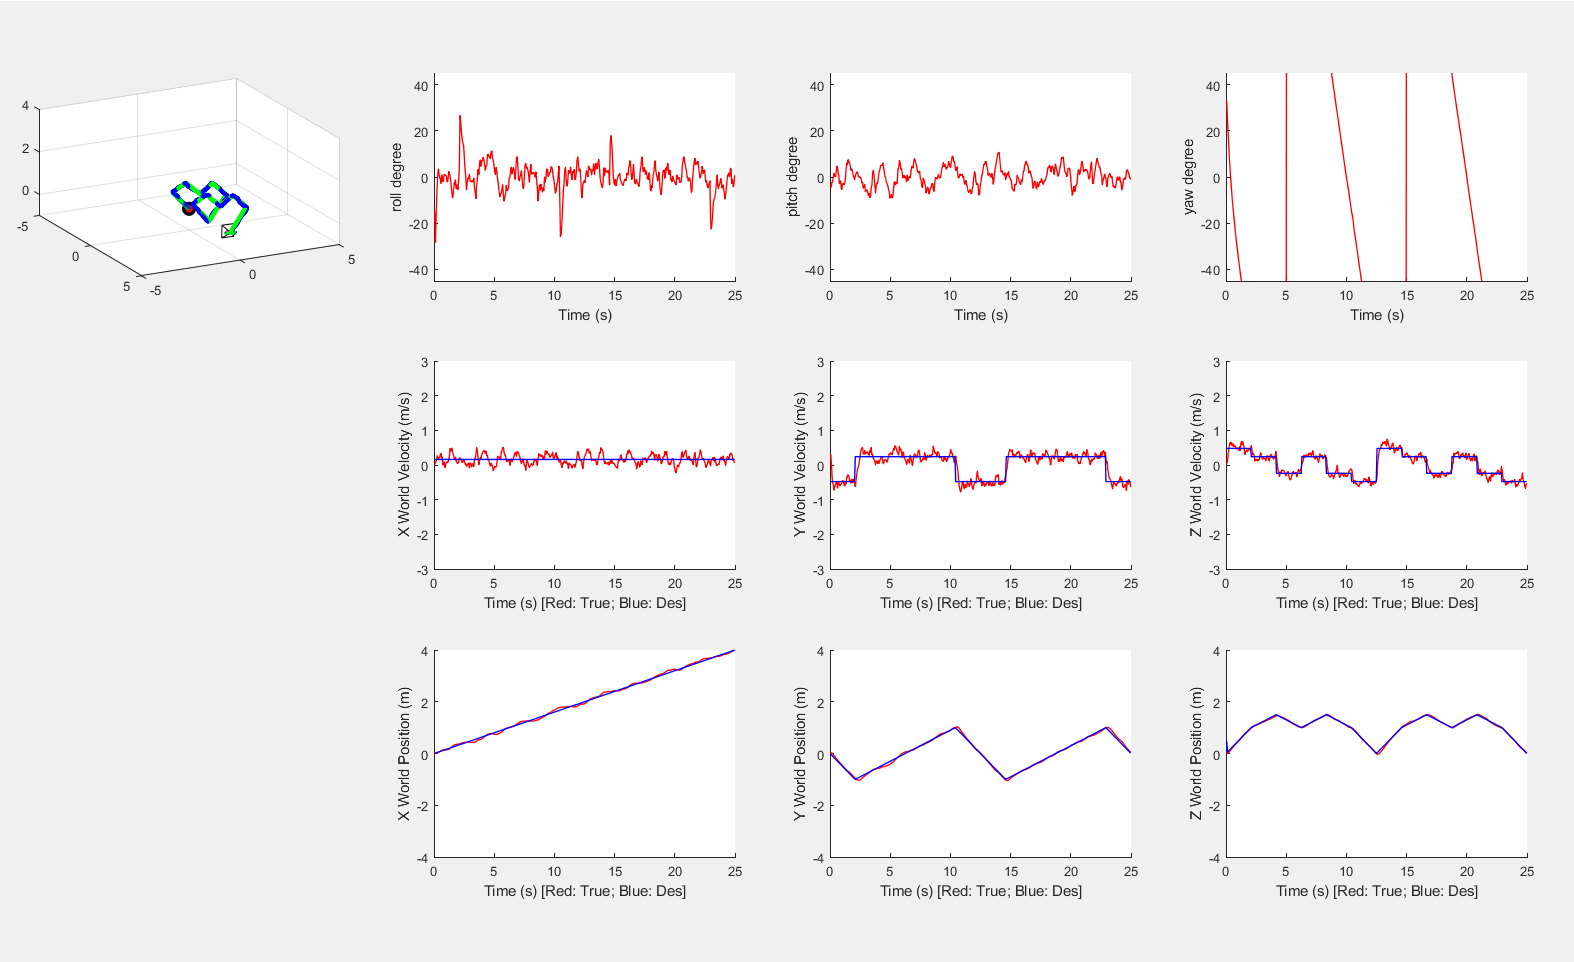 4
2
0
-5
0
5
-5
0
5
roll degree
40
20
0
-20
-40
0 5 10 15 20 25
Time (s)
pitch degree
40
20
0
-20
-40
0 5 10 15 20 25
Time (s)
yaw degree
40
20
0
-20
-40
0 5 10 15 20 25
Time (s)
X World Velocity (m/s)
3
2
1
0
-1
-2
-3
0 5 10 15 20 25
Time (s) [Red: True; Blue: Des]
Y World Velocity (m/s)
3
2
1
0
-1
-2
-3
0 5 10 15 20 25
Time (s) [Red: True; Blue: Des]
Z World Velocity (m/s)
3
2
1
0
-1
-2
-3
0 5 10 15 20 25
Time (s) [Red: True; Blue: Des]
X World Position (m)
4
2
0
-2
-4
0 5 10 15 20 25
Time (s) [Red: True; Blue: Des]
Y World Position (m)
4
2
0
-2
-4
0 5 10 15 20 25
Time (s) [Red: True; Blue: Des]
Z World Position (m)
4
2
0
-2
-4
0 5 10 15 20 25
Time (s) [Red: True; Blue: Des]